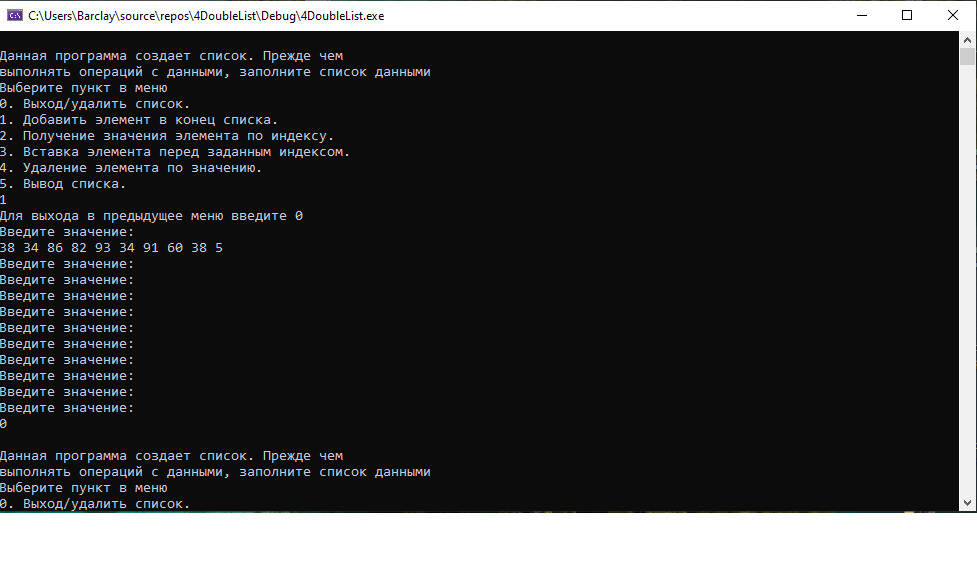 C:\Users\Barclay\source\repos\4DoubleList\Debug\4DoubleList.exe
Данная программа создает список. Прежде чем
выполнять операций с данными, заполните список данными
Выберите пункт в меню
0. Выход/удалить список.
1. Добавить элемент в конец списка.
2. Получение значения элемента по индексу.
3. Вставка элемента перед заданным индексом.
4. Удаление элемента по значению.
5. Вывод списка.
1
Для выхода в предыдущее меню введите 0
Введите значение:
38 34 86 82 93 34 91 60 38 5
Введите значение:
Введите значение:
Введите значение:
Введите значение:
Введите значение:
Введите значение:
Введите значение:
Введите значение:
Введите значение:
Введите значение:
0
Данная программа создает список. Прежде чем
выполнять операций с данными, заполните список данными
Выберите пункт в меню
0. Выход/удалить список.